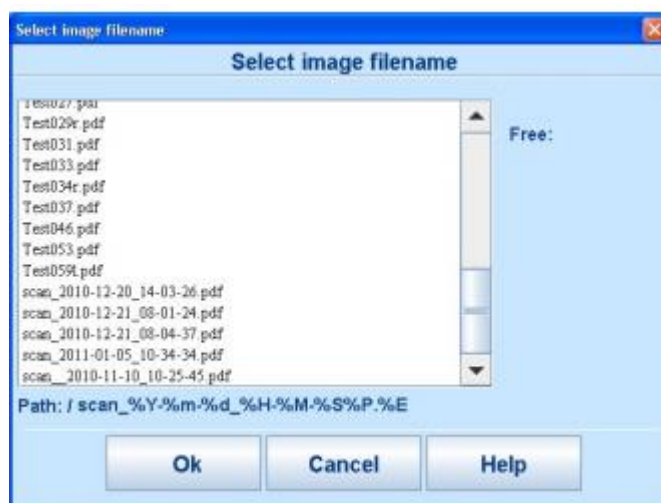 Select image filename
Select image filename
Test027.pdf
Test029r.pdf
Free:
Test031.pdf
Test033.pdf
Test034r.pdf
Test037.pdf
Test046.pdf
Test053.pdf
Test059t.pdf
scan_2010-12-20_14-03-26.pdf
scan_2010-12-21_08-01-24.pdf
scan_2010-12-21_08-04-37.pdf
scan_2011-01-05_10-34-34.pdf
scan__2010-11-10_10-25-45.pdf
Path: / scan_%Y-%m-%d_%H-%M-%S%P.%E
Ok Cancel Help